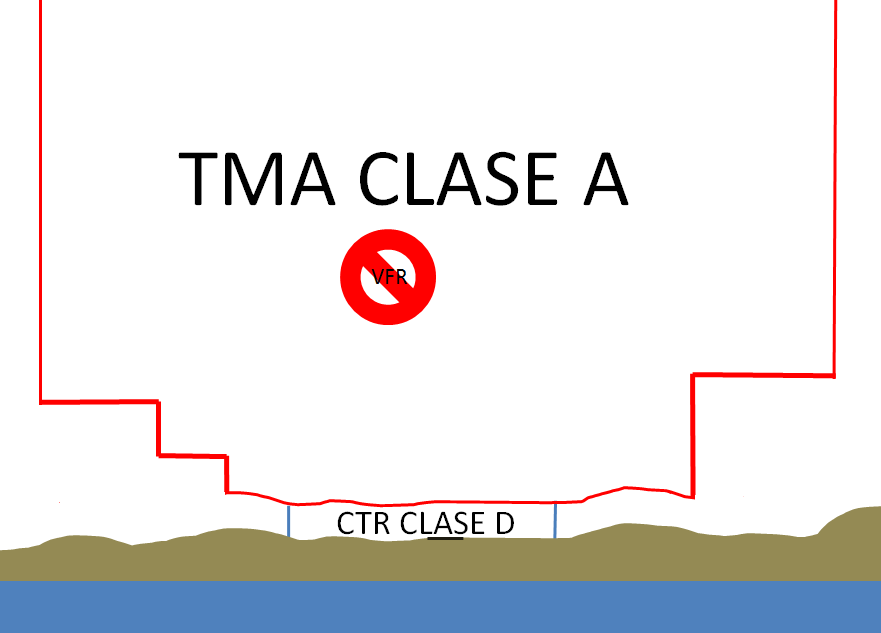 TMA CLASE A
VFR
CTR CLASE D